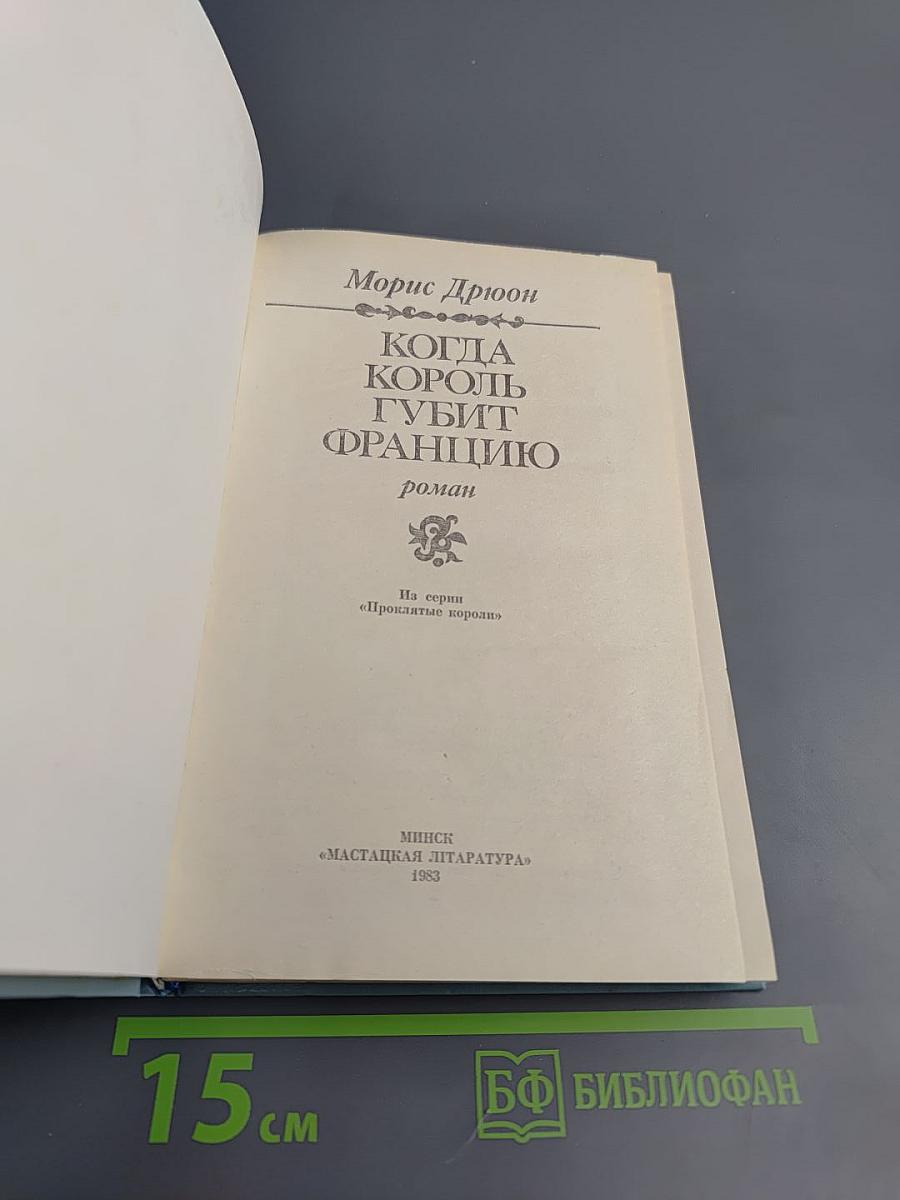 Морис Дрюон
КОГДА
КОРОЛЬ
ГУБИТ
ФРАНЦИЮ
роман
Из серии
«Проклятые короли»
МИНСК
«МАСТАЦКАЯ ЛІТАРАТУРА»
1983
15 см
БФ БИБЛИОФАН